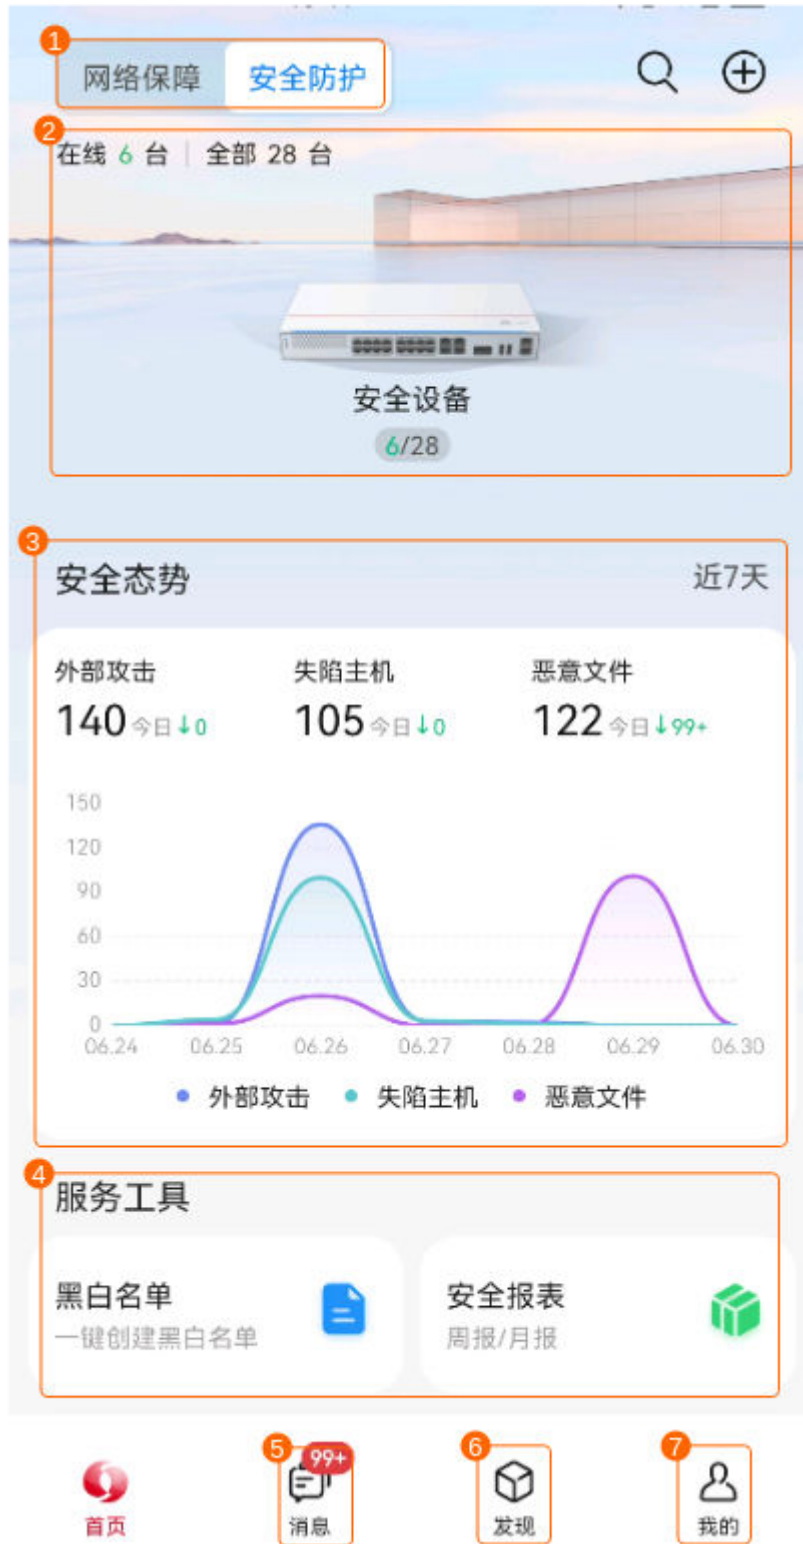 1
网络保障 安全防护
2
在线 6 台 | 全部 28 台
安全设备
6/28
3
安全态势 近7天
外部攻击 失陷主机 恶意文件
140 今日↓0 105 今日↓0 122 今日↓99+
150
120
90
60
30
0
06.24 06.25 06.26 06.27 06.28 06.29 06.30
外部攻击 失陷主机 恶意文件
4
服务工具
黑白名单 安全报表
一键创建黑白名单 周报/月报
5 6 7
99+
首页 消息 发现 我的